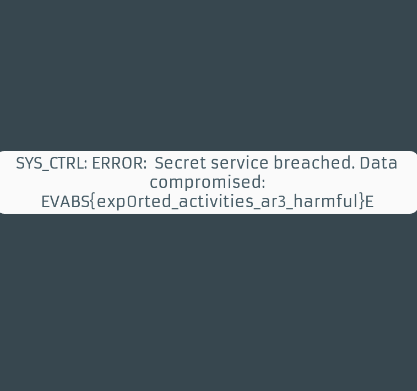 SYS_CTRL: ERROR:  Secret service breached. Data
compromised:
EVABS{exp0rted_activities_ar3_harmful}E